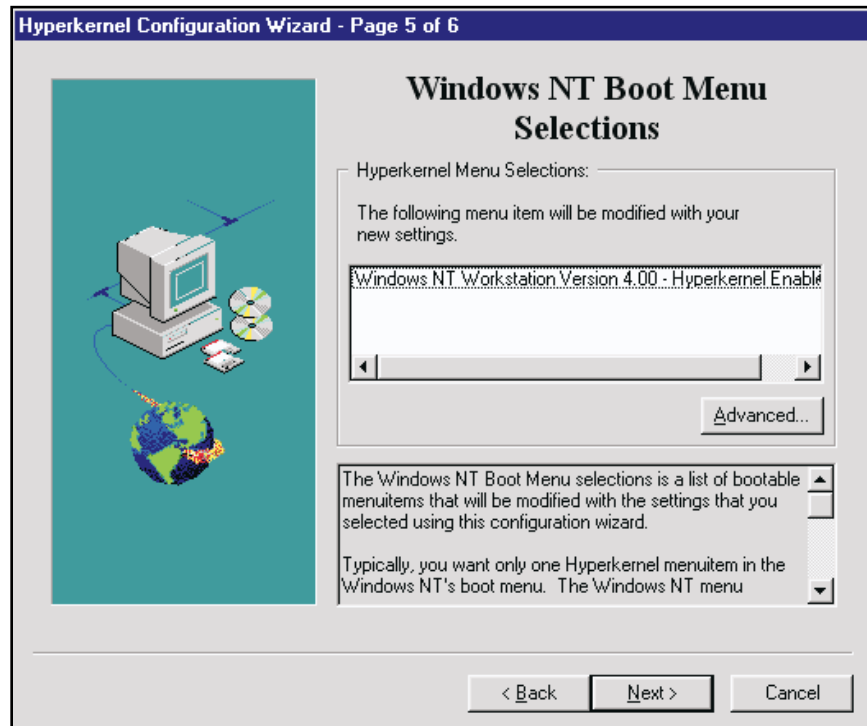 Hyperkernel Configuration Wizard - Page 5 of 6
Windows NT Boot Menu
Selections
Hyperkernel Menu Selections:
The following menu item will be modified with your
new settings.
Windows NT Workstation Version 4.00 - Hyperkernel Enable
Advanced...
The Windows NT Boot Menu selections is a list of bootable
menuitems that will be modified with the settings that you
selected using this configuration wizard.
Typically, you want only one Hyperkernel menuitem in the
Windows NT's boot menu. The Windows NT menu
< Back
Next >
Cancel